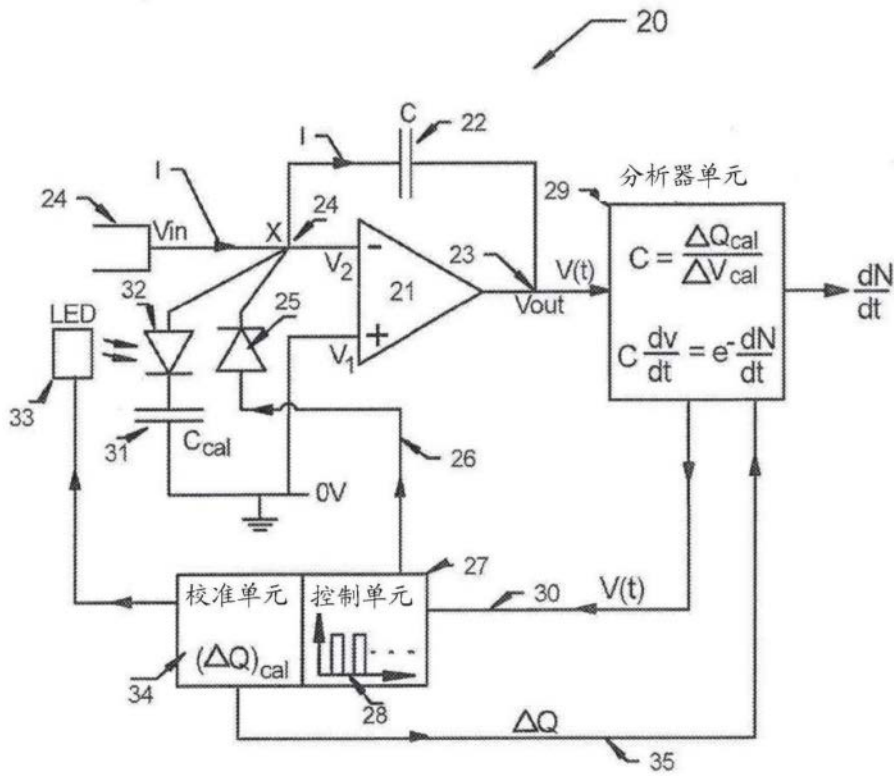 20
C
22
I
I
24
Vin
X
24
V2
-
21
23
V(t)
Vout
29
分析器单元
C = ΔQcal / ΔVcal
C dv/dt = e- dN/dt
dN/dt
LED
32
25
V1
+
33
31
Ccal
26
0V
27
校准单元
控制单元
30
V(t)
(ΔQ)cal
34
28
ΔQ
35